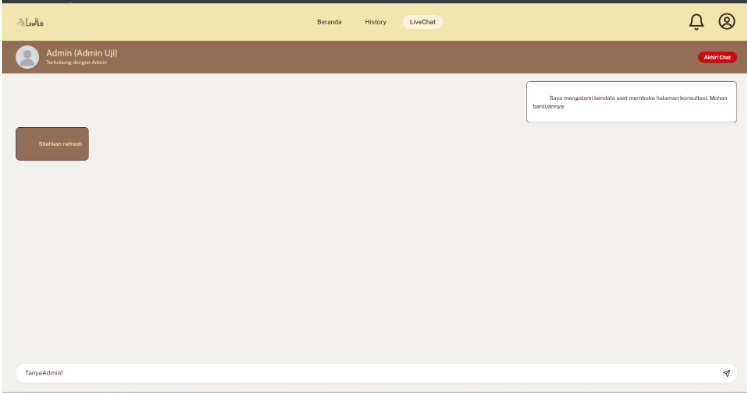 LawHub
Beranda
History
LiveChat
Admin (Admin Uji)
Terhubung dengan Admin
Akhiri Chat
Saya mengalami kendala saat membuka halaman konsultasi. Mohon
bantuannya.
Silahkan refresh
TanyaAdmin!